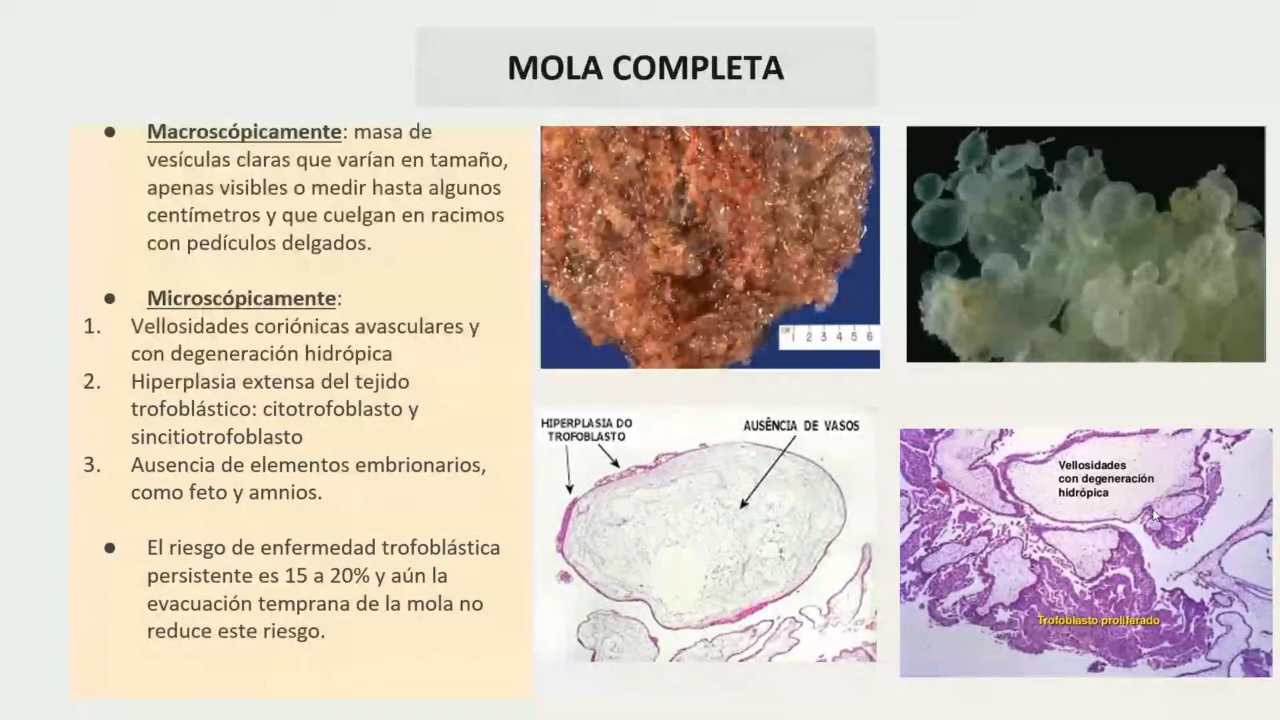 MOLA COMPLETA
● Macroscópicamente: masa de
vesículas claras que varían en tamaño,
apenas visibles o medir hasta algunos
centímetros y que cuelgan en racimos
con pedículos delgados.
● Microscópicamente:
1. Vellosidades coriónicas avasculares y
con degeneración hidrópica
2. Hiperplasia extensa del tejido
trofoblástico: citotrofoblasto y
sincitiotrofoblasto
3. Ausencia de elementos embrionarios,
como feto y amnios.
● El riesgo de enfermedad trofoblástica
persistente es 15 a 20% y aún la
evacuación temprana de la mola no
reduce este riesgo.
1 2 3 4 5 6
HIPERPLASIA DO
TROFOBLASTO
AUSÊNCIA DE VASOS
Vellosidades
con degeneración
hidrópica
Trofoblasto proliferado